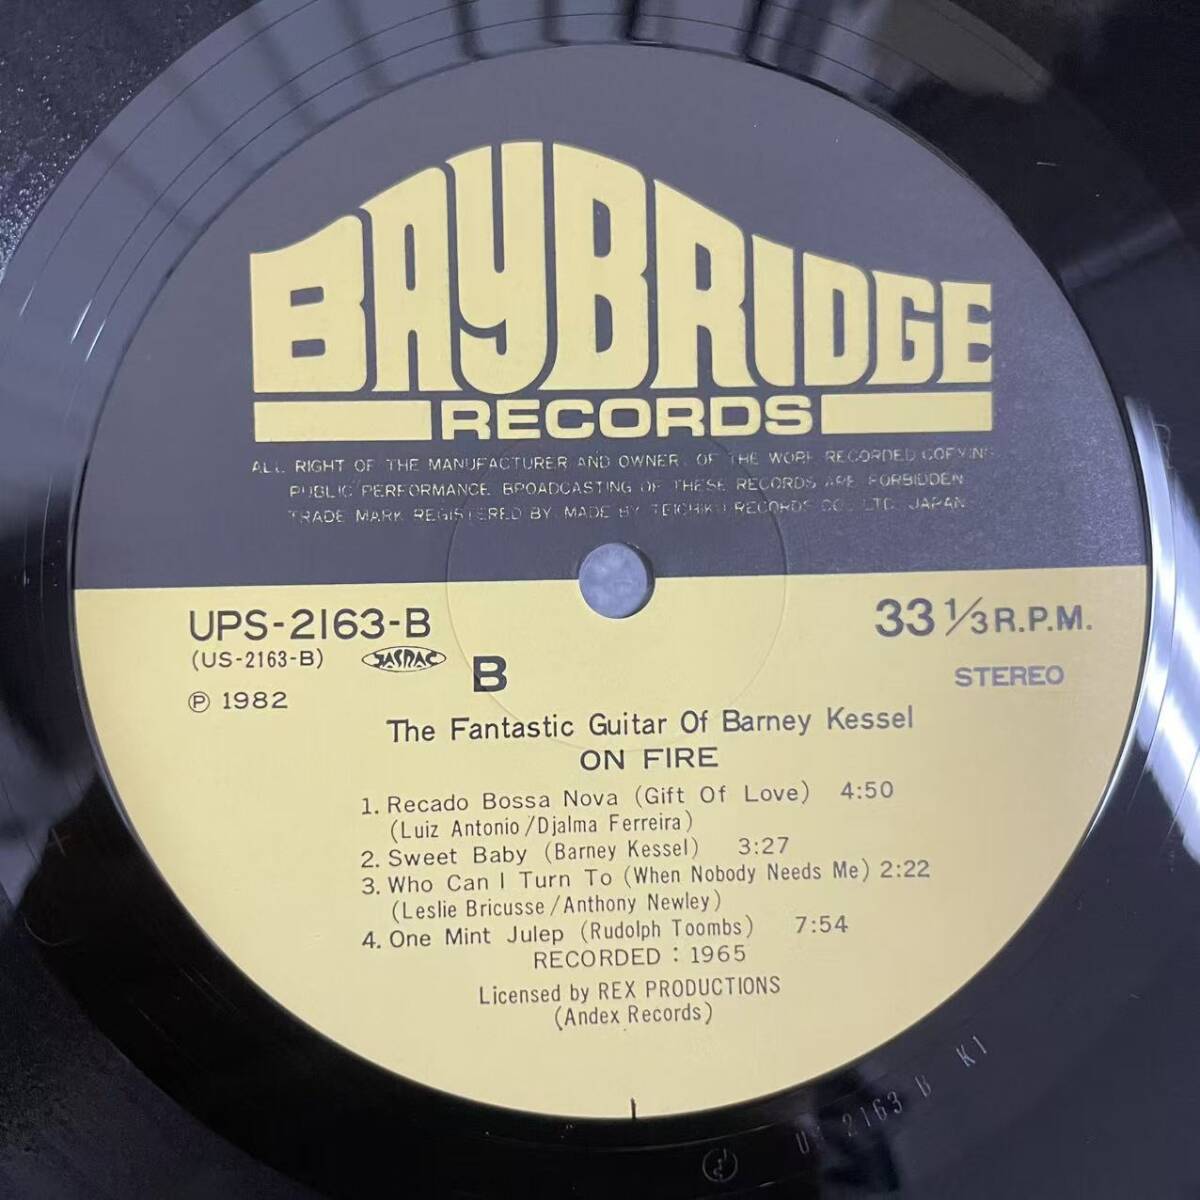 BAYBRIDGE
RECORDS
ALL RIGHT OF THE MANUFACTURER AND OWNER OF THE WORK RECORDED COPYING
PUBLIC PERFORMANCE BROADCASTING OF THESE RECORDS ARE FORBIDDEN
TRADE MARK REGISTERED BY MADE BY TEICHIKU RECORDS CO., LTD. JAPAN
UPS-2163-B
(US-2163-B) JASRAC
B
℗ 1982
33 1/3 R.P.M.
STEREO
The Fantastic Guitar Of Barney Kessel
ON FIRE
1. Recado Bossa Nova (Gift Of Love) 4:50
(Luiz Antonio/Djalma Ferreira)
2. Sweet Baby (Barney Kessel) 3:27
3. Who Can I Turn To (When Nobody Needs Me) 2:22
(Leslie Bricusse/Anthony Newley)
4. One Mint Julep (Rudolph Toombs) 7:54
RECORDED : 1965
Licensed by REX PRODUCTIONS
(Andex Records)
2163 B K1